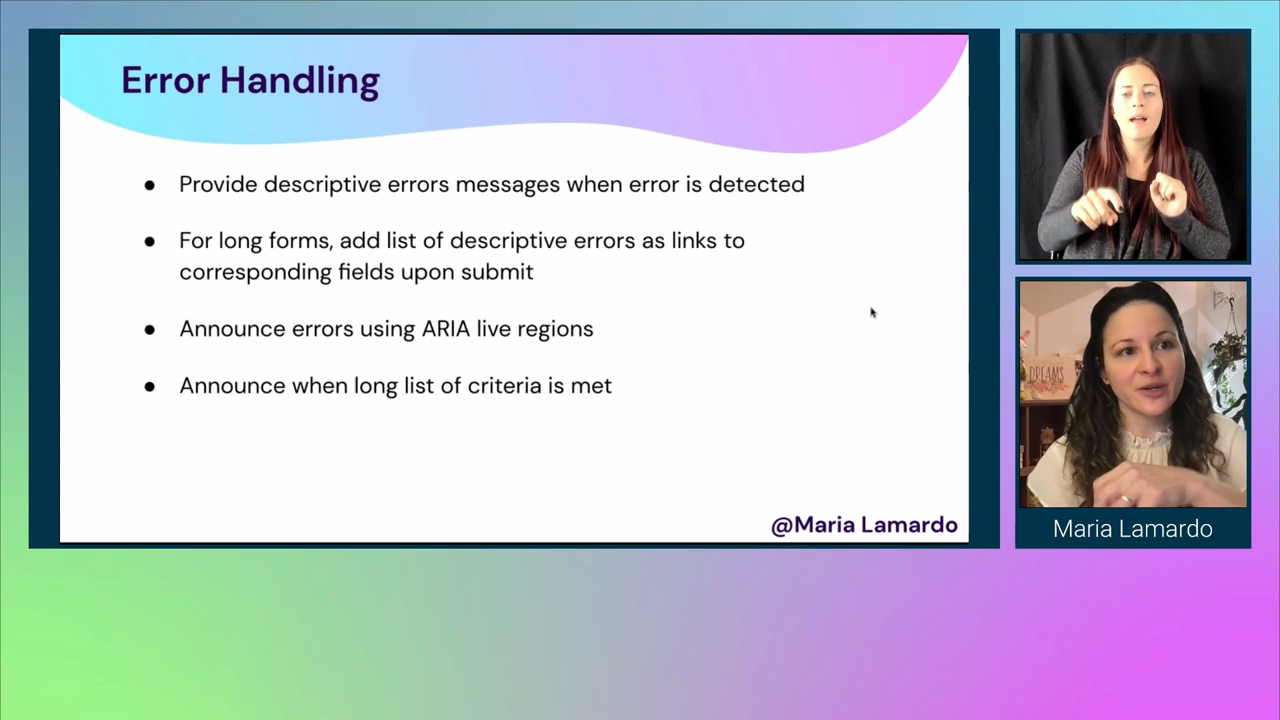 Error Handling
● Provide descriptive errors messages when error is detected
● For long forms, add list of descriptive errors as links to
corresponding fields upon submit
● Announce errors using ARIA live regions
● Announce when long list of criteria is met
@Maria Lamardo
DREAMS
Maria Lamardo